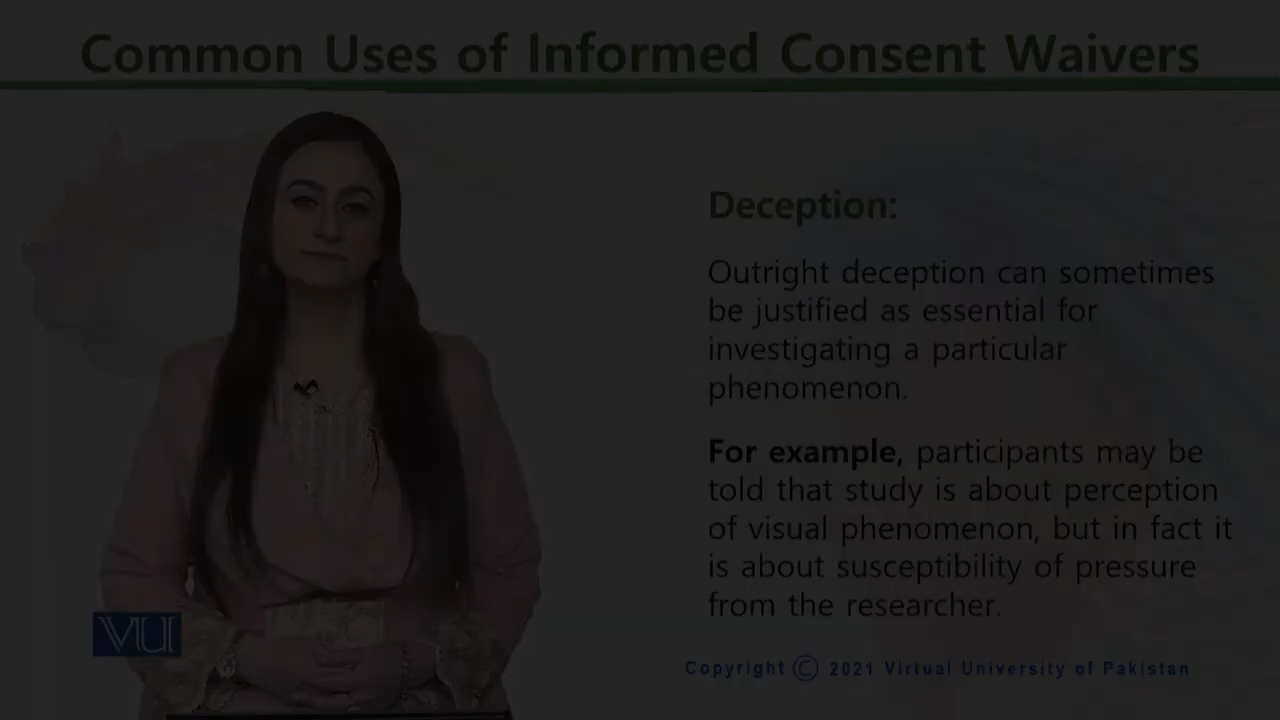 Common Uses of Informed Consent Waivers
Deception:
Outright deception can sometimes
be justified as essential for
investigating a particular
phenomenon.
For example, participants may be
told that study is about perception
of visual phenomenon, but in fact it
is about susceptibility of pressure
from the researcher.
VU
Copyright © 2021 Virtual University of Pakistan